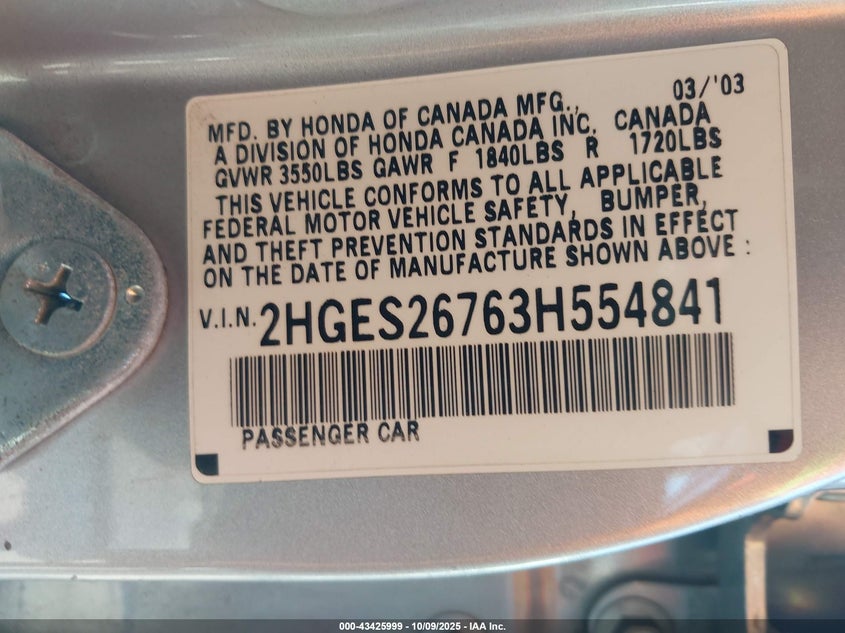 03/'03
MFD. BY HONDA OF CANADA MFG.,
A DIVISION OF HONDA CANADA INC, CANADA
GVWR 3550LBS GAWR F 1840LBS R 1720LBS
THIS VEHICLE CONFORMS TO ALL APPLICABLE
FEDERAL MOTOR VEHICLE SAFETY, BUMPER,
AND THEFT PREVENTION STANDARDS IN EFFECT
ON THE DATE OF MANUFACTURE SHOWN ABOVE :
V.I.N. 2HGES26763H554841
PASSENGER CAR
000-43425999 - 10/09/2025 - IAA Inc.